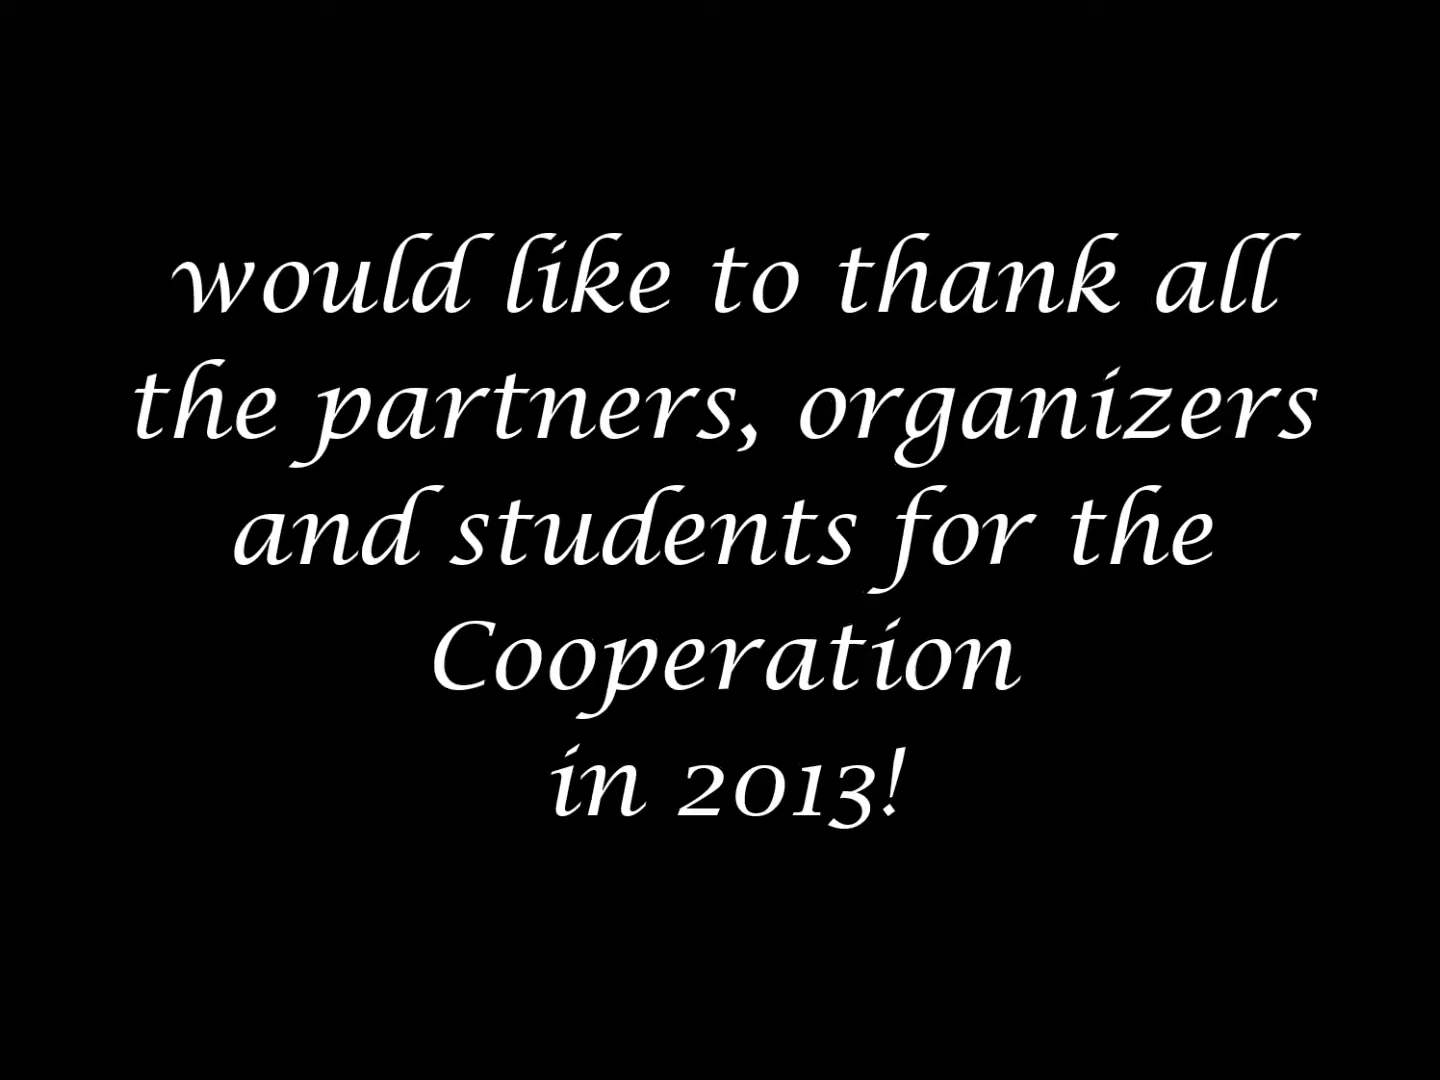 would like to thank all
the partners, organizers
and students for the
Cooperation
in 2013!